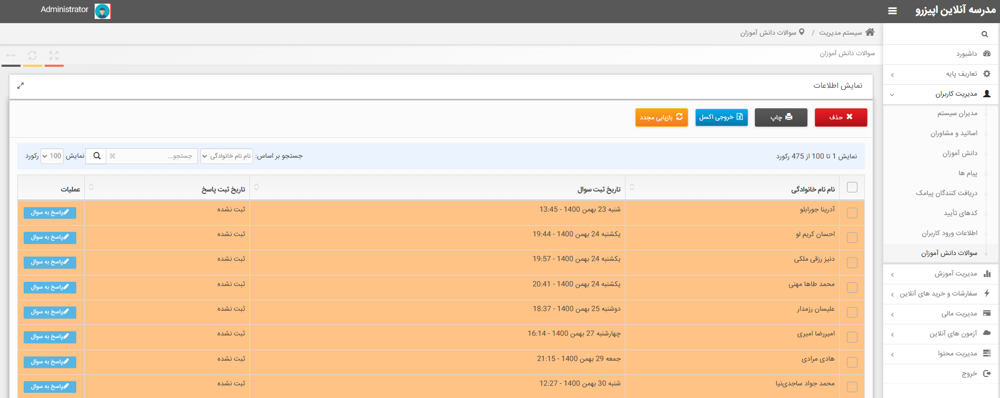 مدرسه آنلاین اپیزرو
Administrator
سیستم مدیریت / سوالات دانش آموزان
سوالات دانش آموزان
داشبورد
تعاریف پایه
مدیریت کاربران
مدیران سیستم
اساتید و مشاوران
دانش آموزان
پیام ها
دریافت کنندگان پیامک
کدهای تأیید
اطلاعات ورود کاربران
سوالات دانش آموزان
مدیریت آموزش
سفارشات و خرید های آنلاین
مدیریت مالی
آزمون های آنلاین
مدیریت محتوا
خروج
نمایش اطلاعات
حذف چاپ خروجی اکسل بازیابی مجدد
نمایش 1 تا 100 از 475 رکورد جستجو بر اساس: نام نام خانوادگی جستجو... نمایش 100 رکورد
نام نام خانوادگی تاریخ ثبت سوال تاریخ ثبت پاسخ عملیات
آدرینا جورابلو شنبه 23 بهمن 1400 - 13:45 ثبت نشده پاسخ به سوال
احسان کریم لو یکشنبه 24 بهمن 1400 - 19:44 ثبت نشده پاسخ به سوال
دنیز رزقی ملکی یکشنبه 24 بهمن 1400 - 19:57 ثبت نشده پاسخ به سوال
محمد طاها مهنی یکشنبه 24 بهمن 1400 - 20:41 ثبت نشده پاسخ به سوال
علیسان رزمدار دوشنبه 25 بهمن 1400 - 18:37 ثبت نشده پاسخ به سوال
امیررضا امیری چهارشنبه 27 بهمن 1400 - 16:14 ثبت نشده پاسخ به سوال
هادی مرادی جمعه 29 بهمن 1400 - 21:15 ثبت نشده پاسخ به سوال
محمد جواد ساجدی‌نیا شنبه 30 بهمن 1400 - 12:27 ثبت نشده پاسخ به سوال